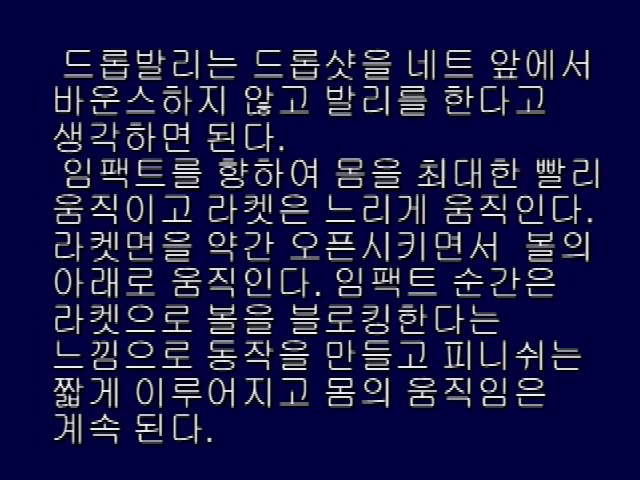 드롭발리는 드롭샷을 네트 앞에서
바운스하지 않고 발리를 한다고
생각하면 된다.
임팩트를 향하여 몸을 최대한 빨리
움직이고 라켓은 느리게 움직인다.
라켓면을 약간 오픈시키면서 볼의
아래로 움직인다. 임팩트 순간은
라켓으로 볼을 블로킹한다는
느낌으로 동작을 만들고 피니쉬는
짧게 이루어지고 몸의 움직임은
계속 된다.